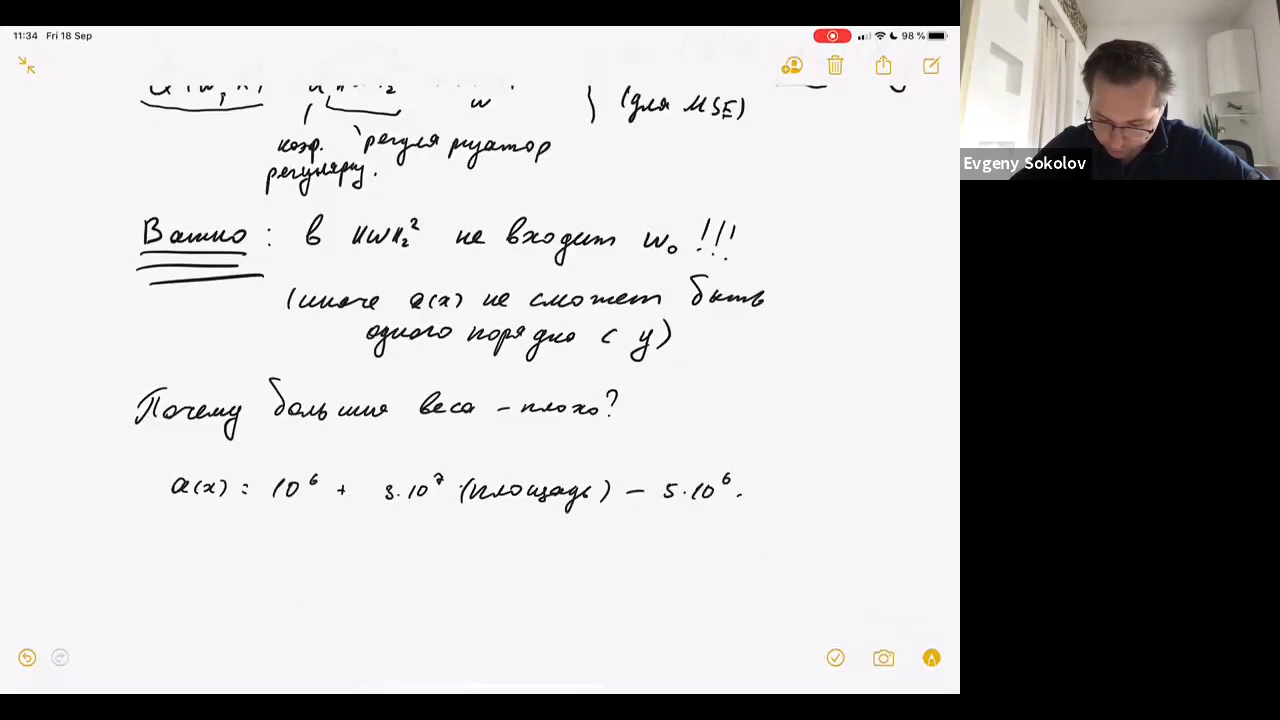 11:34 Fri 18 Sep
98 %
Evgeny Sokolov
w } (для MSE)
коэф. регуляризатор
регуляриз.
Важно: в ||w||₂² не входит w₀ !!!
(иначе a(x) не сможет быть
одного порядка с y)
Почему большие веса - плохо?
a(x) = 10⁶ + 3·10⁷ (площадь) - 5·10⁶.